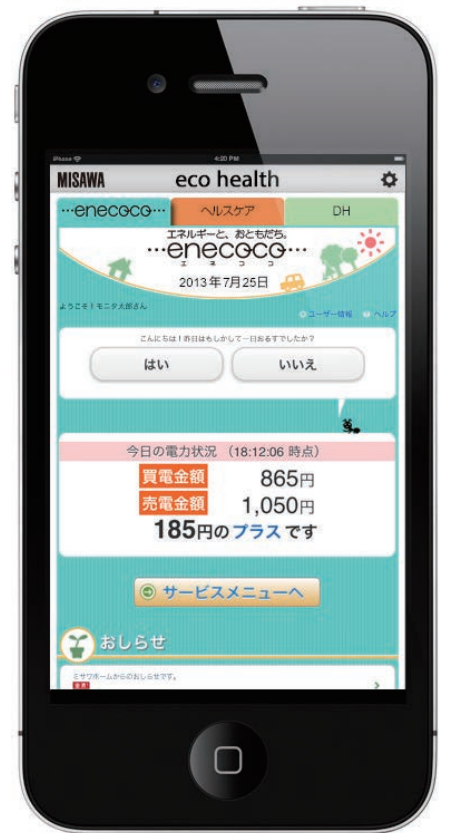 iPhone 4:20 PM
MISAWA eco health
…enecoco… ヘルスケア DH
エネルギーと、おともだち。
…enecoco…
エネココ
2013年7月25日
ようこそ！モニタ太郎さん
ユーザー情報 ヘルプ
こんにちは！昨日はもしかして一日おるすでしたか？
はい いいえ
今日の電力状況 （18:12:06 時点）
買電金額 865円
売電金額 1,050円
185円のプラスです
サービスメニューへ
おしらせ
ミサワホームからのおしらせです。